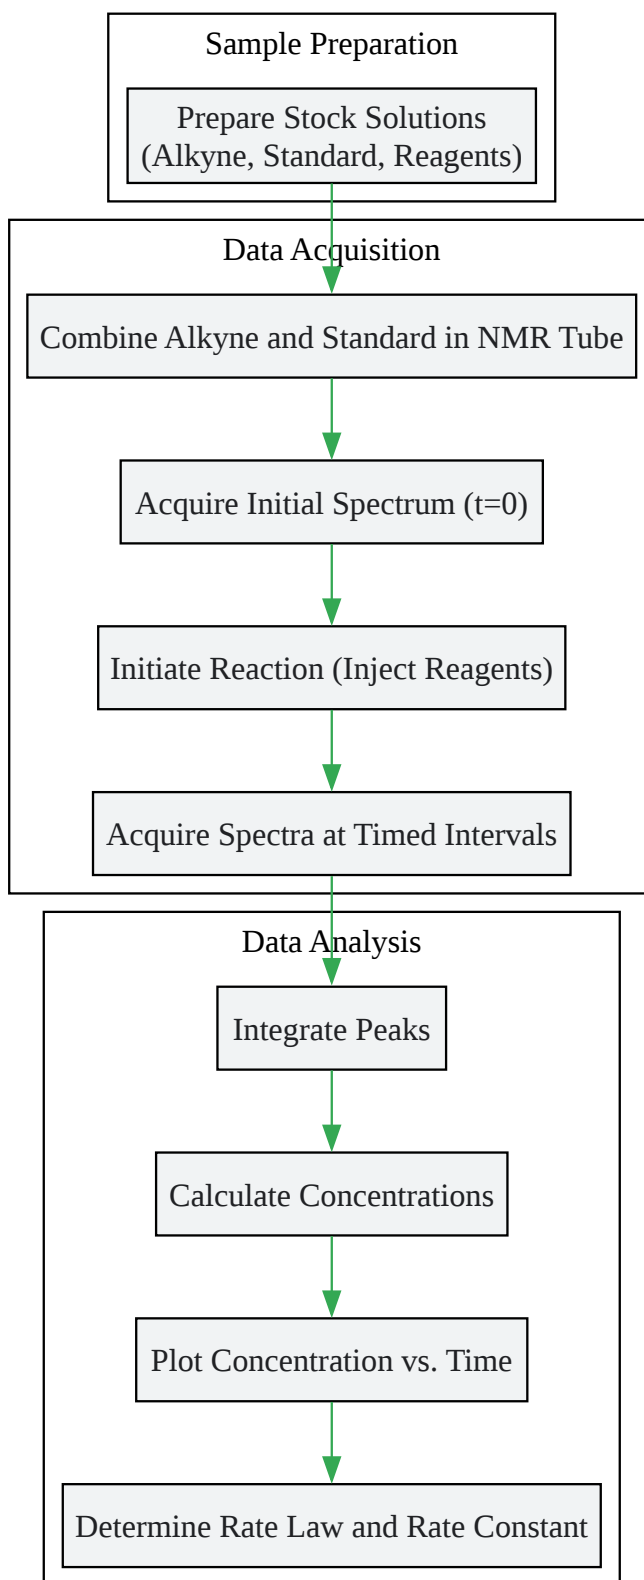 Sample Preparation
Prepare Stock Solutions
(Alkyne, Standard, Reagents)
Data Acquisition
Combine Alkyne and Standard in NMR Tube
Acquire Initial Spectrum (t=0)
Initiate Reaction (Inject Reagents)
Acquire Spectra at Timed Intervals
Data Analysis
Integrate Peaks
Calculate Concentrations
Plot Concentration vs. Time
Determine Rate Law and Rate Constant